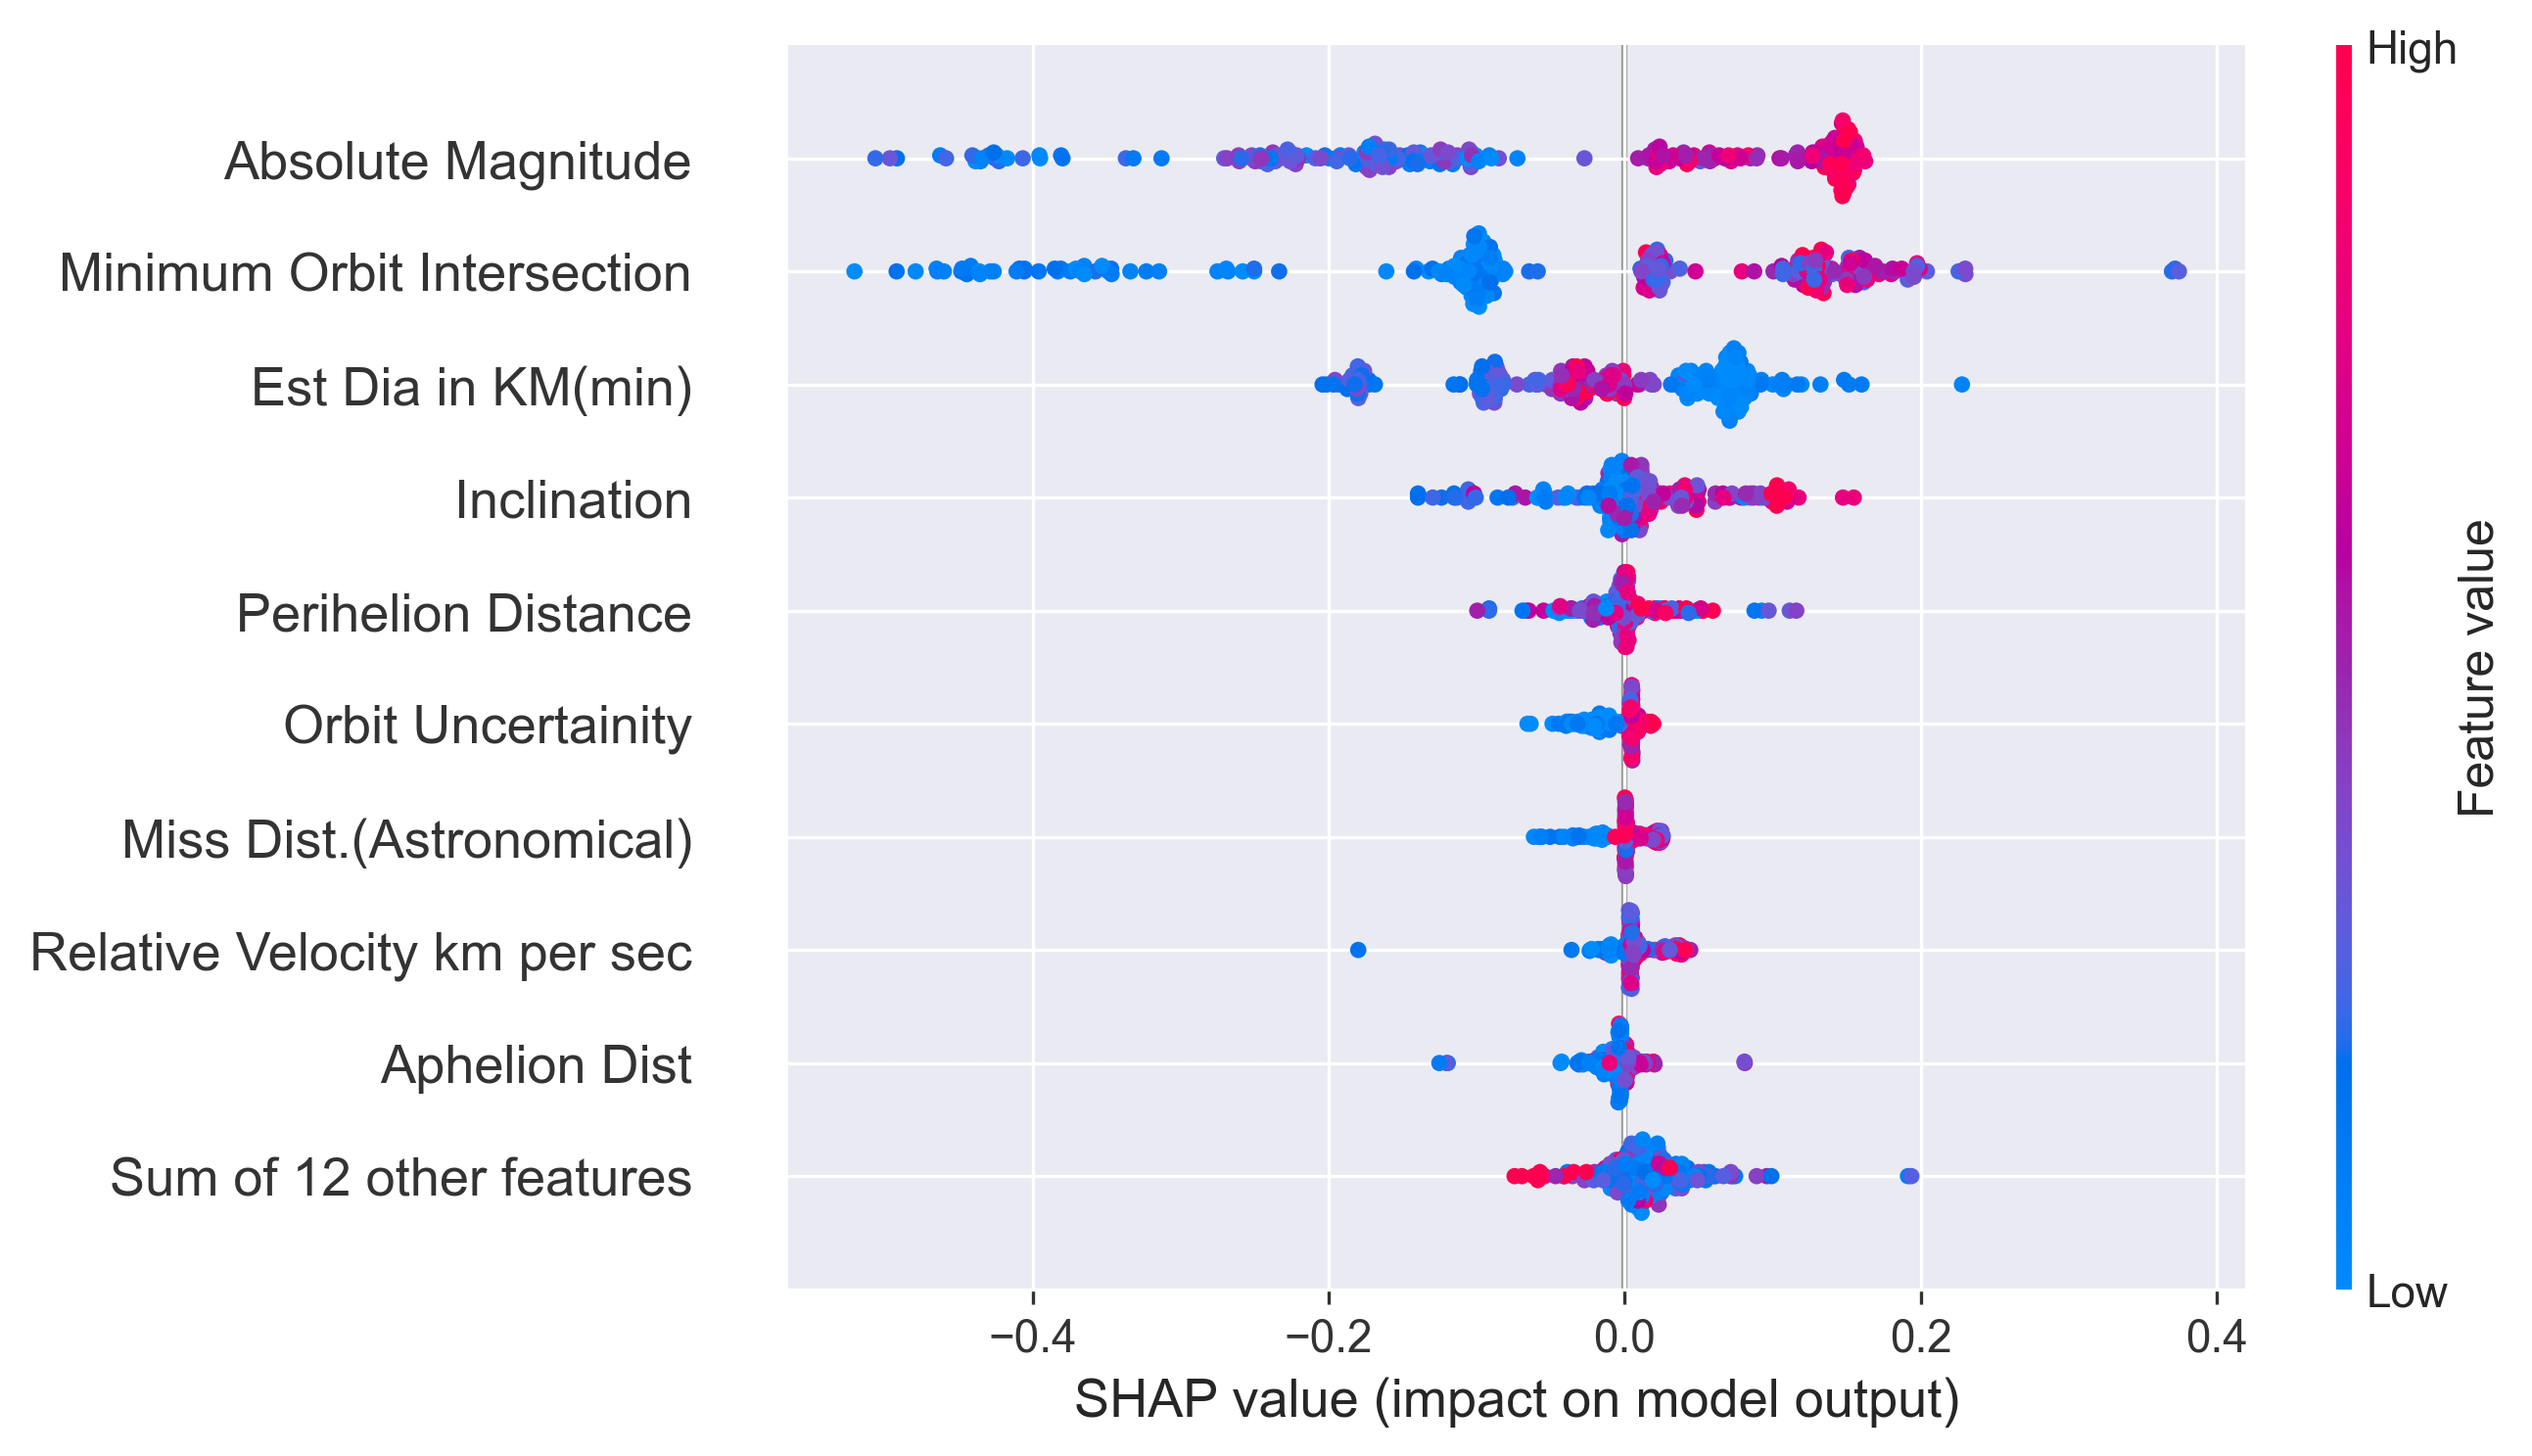 High
Absolute Magnitude
Minimum Orbit Intersection
Est Dia in KM(min)
Inclination
Perihelion Distance
Orbit Uncertainity
Miss Dist.(Astronomical)
Relative Velocity km per sec
Aphelion Dist
Sum of 12 other features
Feature value
Low
−0.4 −0.2 0.0 0.2 0.4
SHAP value (impact on model output)